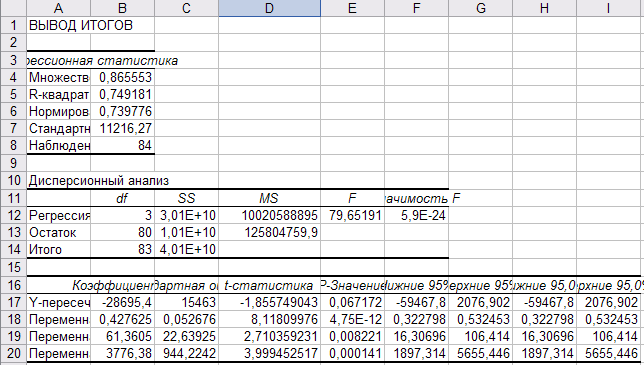 A B C D E F G H I
1 ВЫВОД ИТОГОВ
2
3 рессионная статистика
4 Множеств 0,865553
5 R-квадрат 0,749181
6 Нормиров 0,739776
7 Стандартн 11216,27
8 Наблюден 84
9
10 Дисперсионный анализ
11 df SS MS F ачимость F
12 Регрессия 3 3,01E+10 10020588895 79,65191 5,9E-24
13 Остаток 80 1,01E+10 125804759,9
14 Итого 83 4,01E+10
15
16 Коэффициент дартная ош t-статистика P-Значение ижние 95% ерхние 95% ижние 95,0 рхние 95,0%
17 Y-пересеч -28695,4 15463 -1,855749043 0,067172 -59467,8 2076,902 -59467,8 2076,902
18 Переменн 0,427625 0,052676 8,11809976 4,75E-12 0,322798 0,532453 0,322798 0,532453
19 Переменн 61,3605 22,63925 2,710359231 0,008221 16,30696 106,414 16,30696 106,414
20 Переменн 3776,38 944,2242 3,999452517 0,000141 1897,314 5655,446 1897,314 5655,446